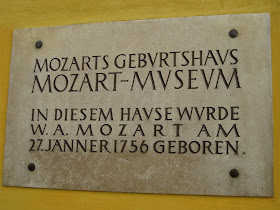 MOZARTS GEBVRTSHAVS
MOZART-MVSEVM
IN DIESEM HAVSE WVRDE
W. A. MOZART AM
27. JÄNNER 1756 GEBOREN.